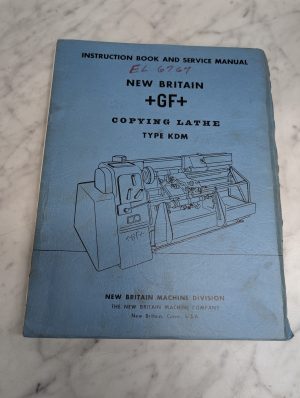 INSTRUCTION BOOK AND SERVICE MANUAL
EL 6767
NEW BRITAIN
+GF+
COPYING LATHE
TYPE KDM
+GF+
NEW BRITAIN MACHINE DIVISION
THE NEW BRITAIN MACHINE COMPANY
New Britain, Conn., U.S.A.